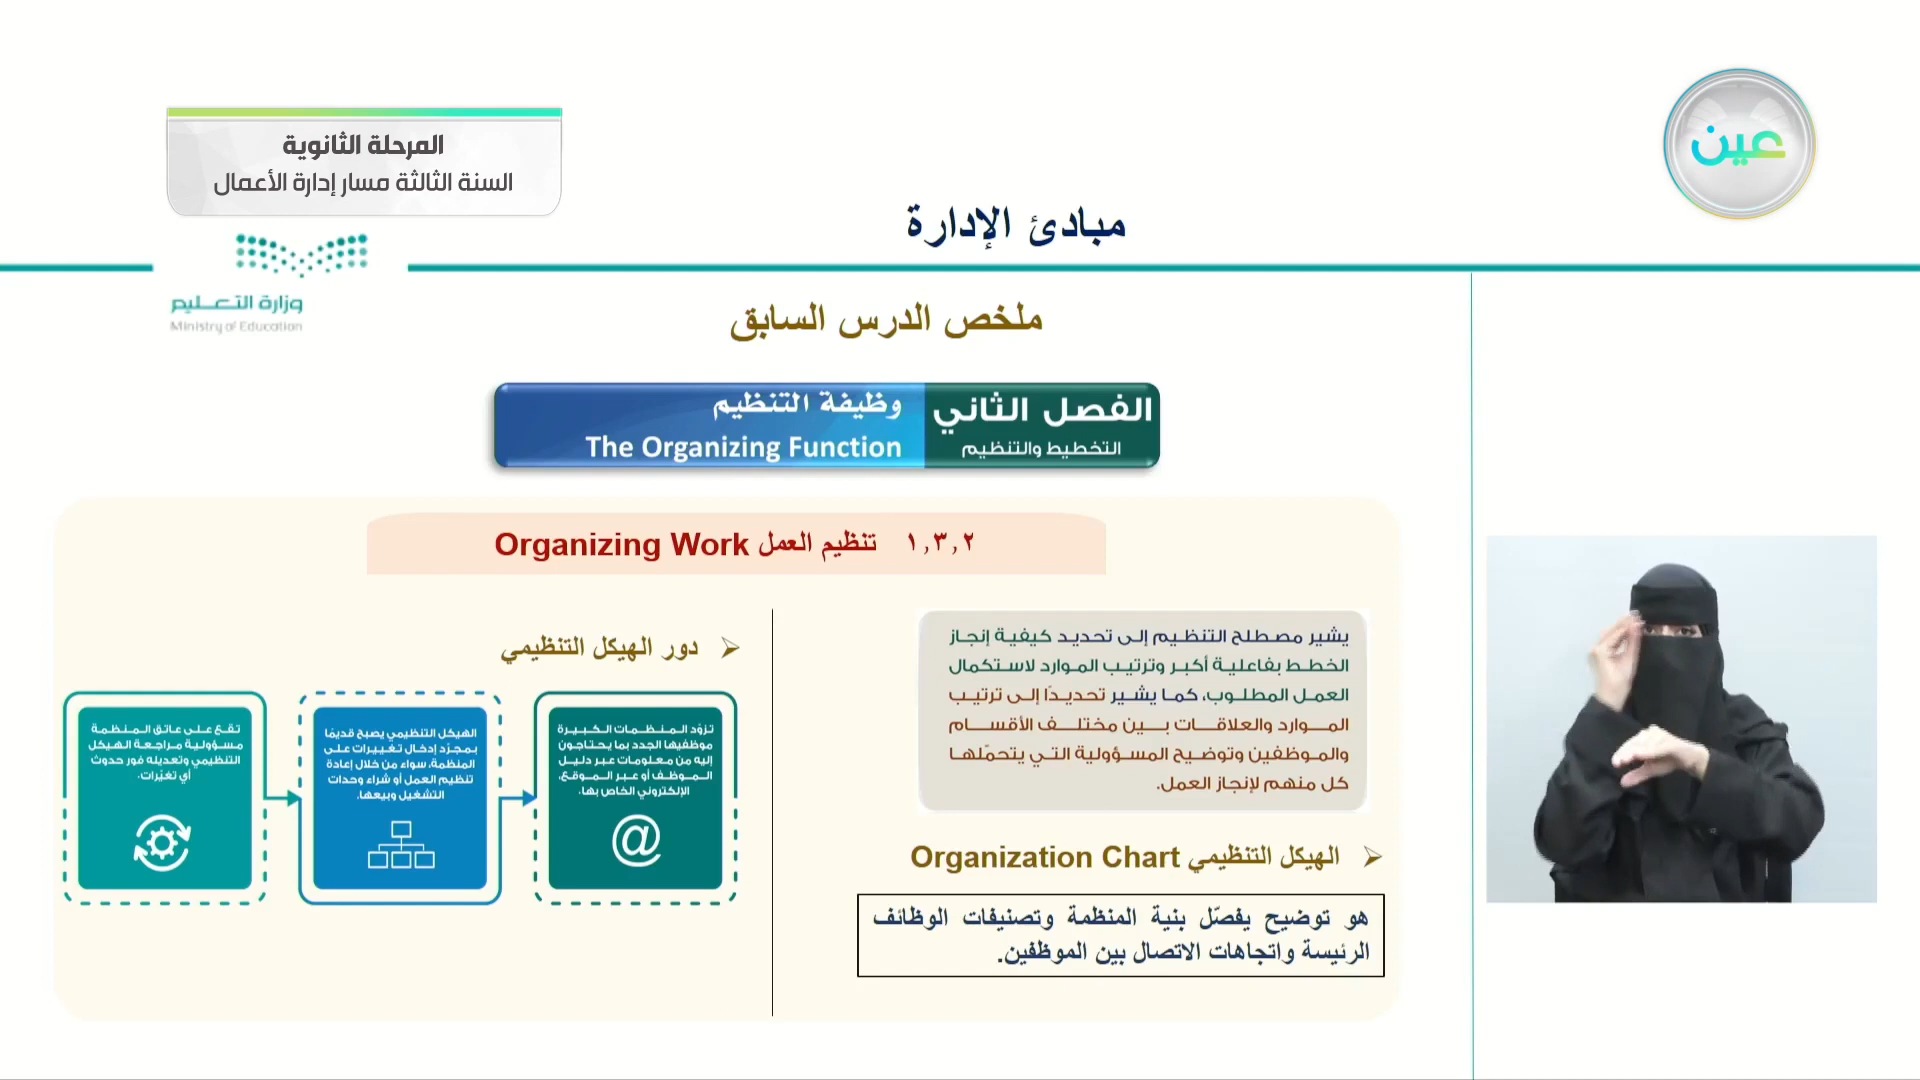 عين
المرحلة الثانوية
السنة الثالثة مسار إدارة الأعمال
مبادئ الإدارة
وزارة التعليم
Ministry of Education
ملخص الدرس السابق
الفصل الثاني
التخطيط والتنظيم
وظيفة التنظيم
The Organizing Function
١,٣,٢ تنظيم العمل Organizing Work
يشير مصطلح التنظيم إلى تحديد كيفية إنجاز
الخطط بفاعلية أكبر وترتيب الموارد لاستكمال
العمل المطلوب، كما يشير تحديدًا إلى ترتيب
الموارد والعلاقات بين مختلف الأقسام
والموظفين وتوضيح المسؤولية التي يتحمّلها
كل منهم لإنجاز العمل.
الهيكل التنظيمي Organization Chart
هو توضيح يفصّل بنية المنظمة وتصنيفات الوظائف
الرئيسة واتجاهات الاتصال بين الموظفين.
دور الهيكل التنظيمي
تزوّد المنظمات الكبيرة
موظفيها الجدد بما يحتاجون
إليه من معلومات عبر دليل
الموظف أو عبر الموقع
الإلكتروني الخاص بها.
@
الهيكل التنظيمي يصبح قديمًا
بمجرّد إدخال تغييرات على
المنظمة، سواء من خلال إعادة
تنظيم العمل أو شراء وحدات
التشغيل وبيعها.
تقع على عاتق المنظمة
مسؤولية مراجعة الهيكل
التنظيمي وتعديله فور حدوث
أي تغيّرات.